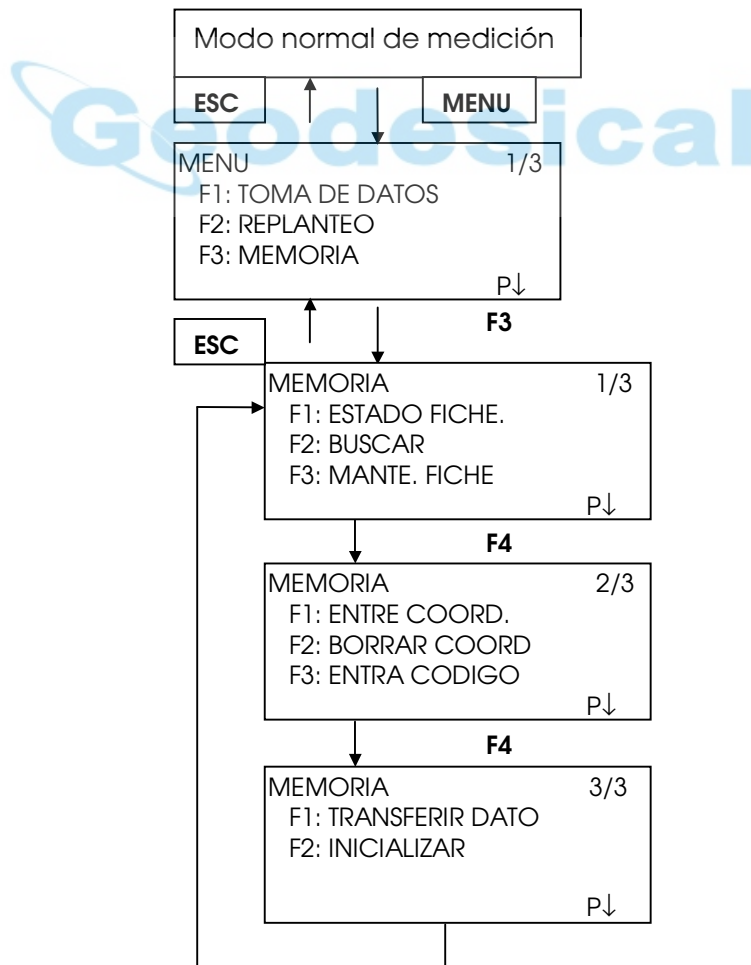 Modo normal de medición
ESC MENU
Geodesical
MENU 1/3
F1: TOMA DE DATOS
F2: REPLANTEO
F3: MEMORIA
P↓
F3
ESC
MEMORIA 1/3
F1: ESTADO FICHE.
F2: BUSCAR
F3: MANTE. FICHE
P↓
F4
MEMORIA 2/3
F1: ENTRE COORD.
F2: BORRAR COORD
F3: ENTRA CODIGO
P↓
F4
MEMORIA 3/3
F1: TRANSFERIR DATO
F2: INICIALIZAR
P↓